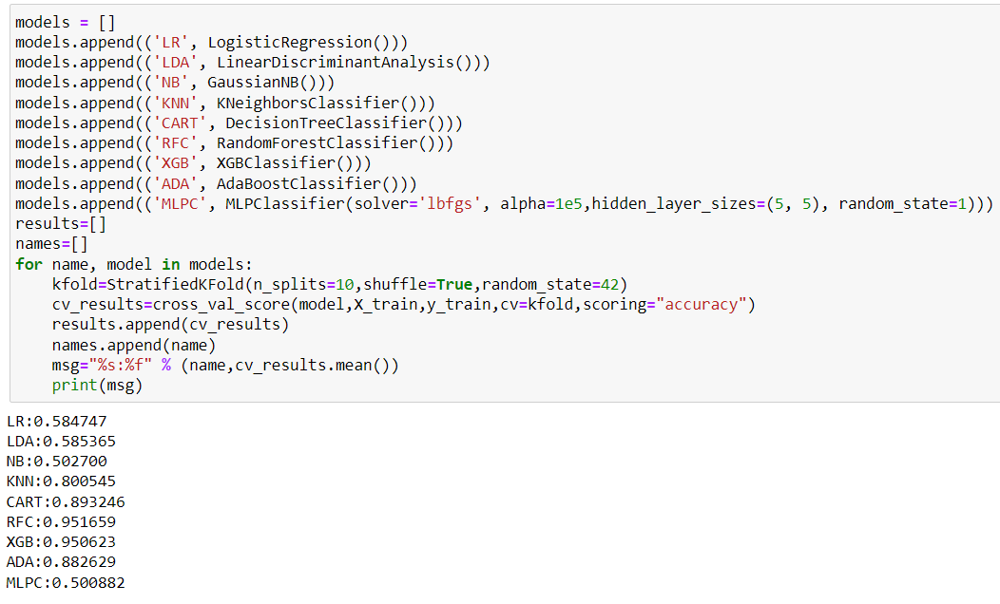 models = []
models.append(('LR', LogisticRegression()))
models.append(('LDA', LinearDiscriminantAnalysis()))
models.append(('NB', GaussianNB()))
models.append(('KNN', KNeighborsClassifier()))
models.append(('CART', DecisionTreeClassifier()))
models.append(('RFC', RandomForestClassifier()))
models.append(('XGB', XGBClassifier()))
models.append(('ADA', AdaBoostClassifier()))
models.append(('MLPC', MLPClassifier(solver='lbfgs', alpha=1e5,hidden_layer_sizes=(5, 5), random_state=1)))
results=[]
names=[]
for name, model in models:
    kfold=StratifiedKFold(n_splits=10,shuffle=True,random_state=42)
    cv_results=cross_val_score(model,X_train,y_train,cv=kfold,scoring="accuracy")
    results.append(cv_results)
    names.append(name)
    msg="%s:%f" % (name,cv_results.mean())
    print(msg)
LR:0.584747
LDA:0.585365
NB:0.502700
KNN:0.800545
CART:0.893246
RFC:0.951659
XGB:0.950623
ADA:0.882629
MLPC:0.500882